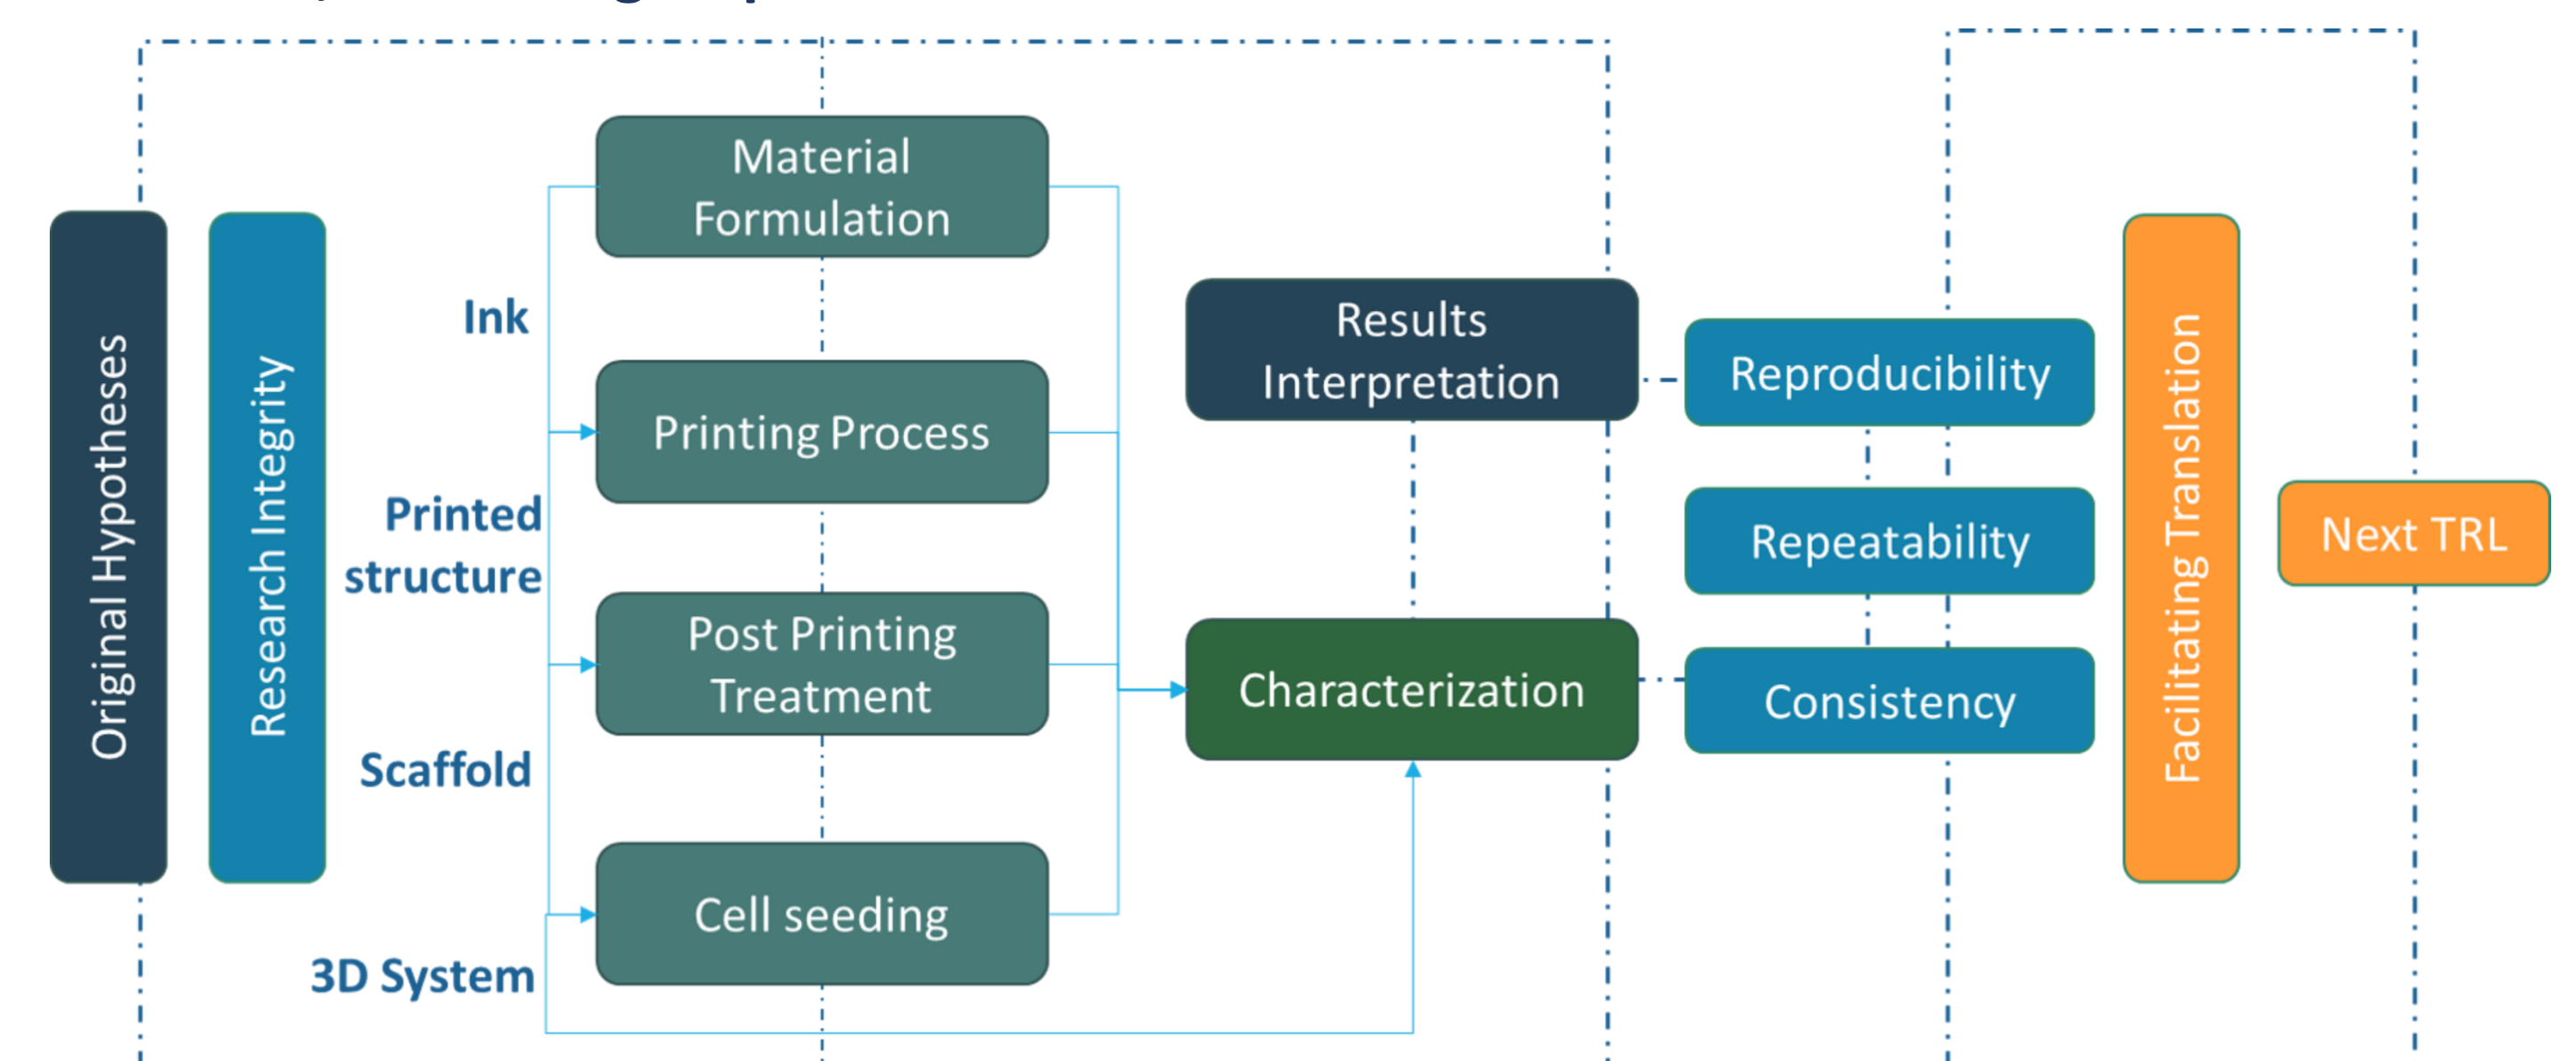 Original Hypotheses
Research Integrity
Ink
Printed
structure
Scaffold
3D System
Material
Formulation
Printing Process
Post Printing
Treatment
Cell seeding
Results
Interpretation
Characterization
Reproducibility
Repeatability
Consistency
Facilitating Translation
Next TRL